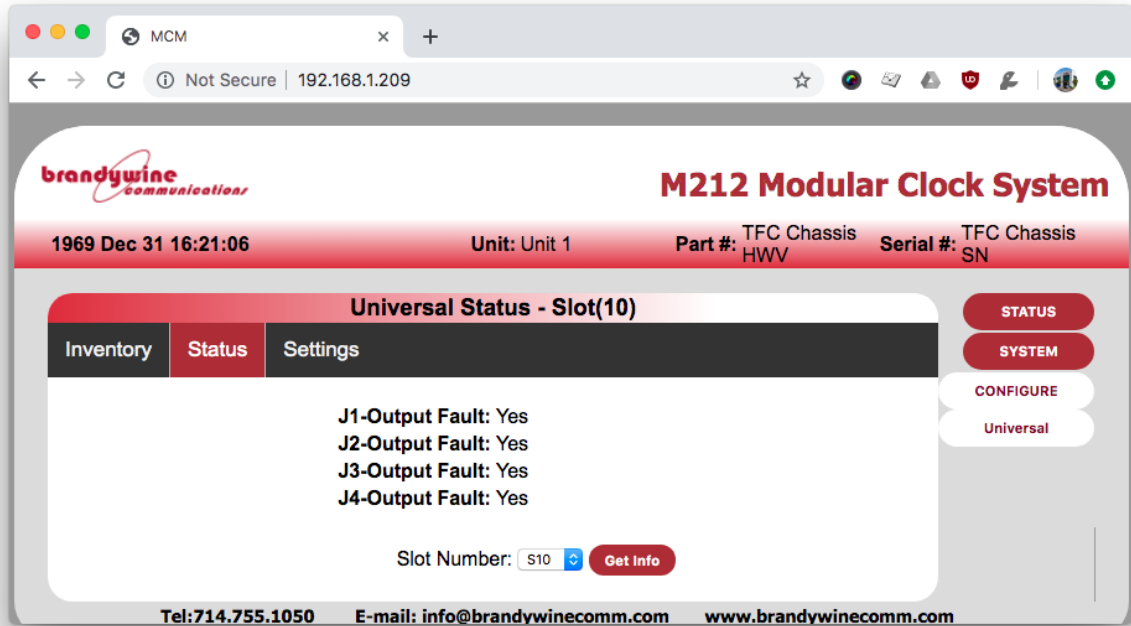 MCM
Not Secure | 192.168.1.209
brandywine
communications
M212 Modular Clock System
1969 Dec 31 16:21:06 Unit: Unit 1 Part #: TFC Chassis HWV Serial #: TFC Chassis SN
Universal Status - Slot(10)
Inventory Status Settings
J1-Output Fault: Yes
J2-Output Fault: Yes
J3-Output Fault: Yes
J4-Output Fault: Yes
Slot Number: S10 Get Info
STATUS
SYSTEM
CONFIGURE
Universal
Tel:714.755.1050 E-mail: info@brandywinecomm.com www.brandywinecomm.com